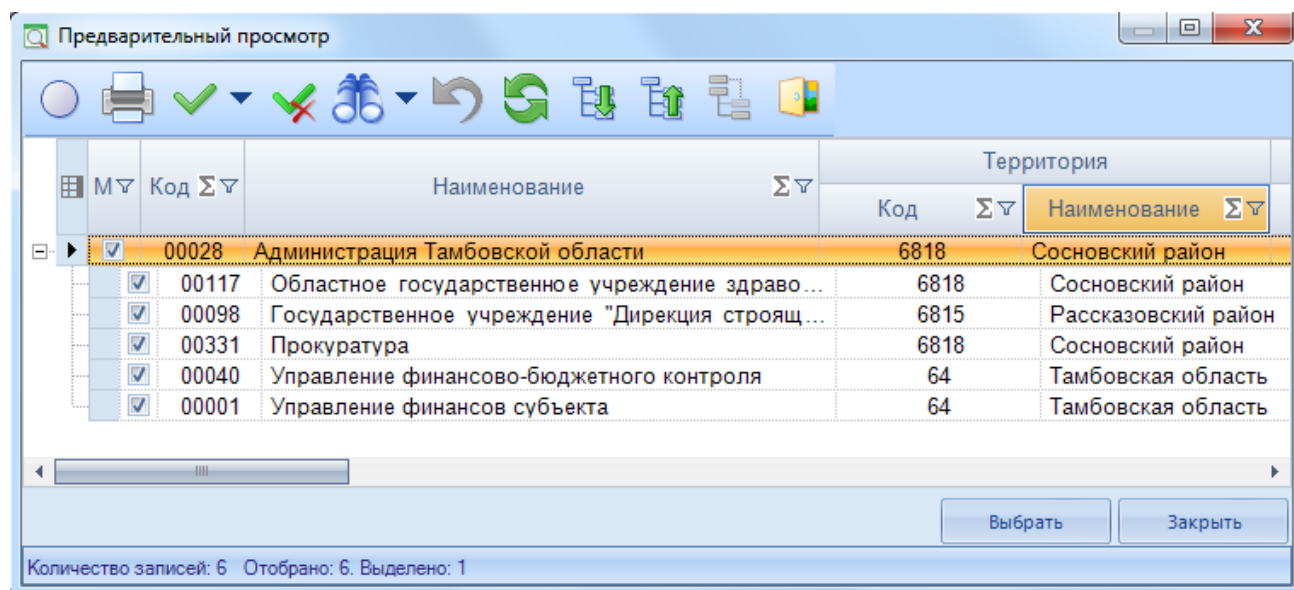 Предварительный просмотр
Территория
М Код Σ Наименование Σ Код Σ Наименование Σ
00028 Администрация Тамбовской области 6818 Сосновский район
00117 Областное государственное учреждение здраво... 6818 Сосновский район
00098 Государственное учреждение "Дирекция строящ... 6815 Рассказовский район
00331 Прокуратура 6818 Сосновский район
00040 Управление финансово-бюджетного контроля 64 Тамбовская область
00001 Управление финансов субъекта 64 Тамбовская область
Выбрать Закрыть
Количество записей: 6 Отобрано: 6. Выделено: 1